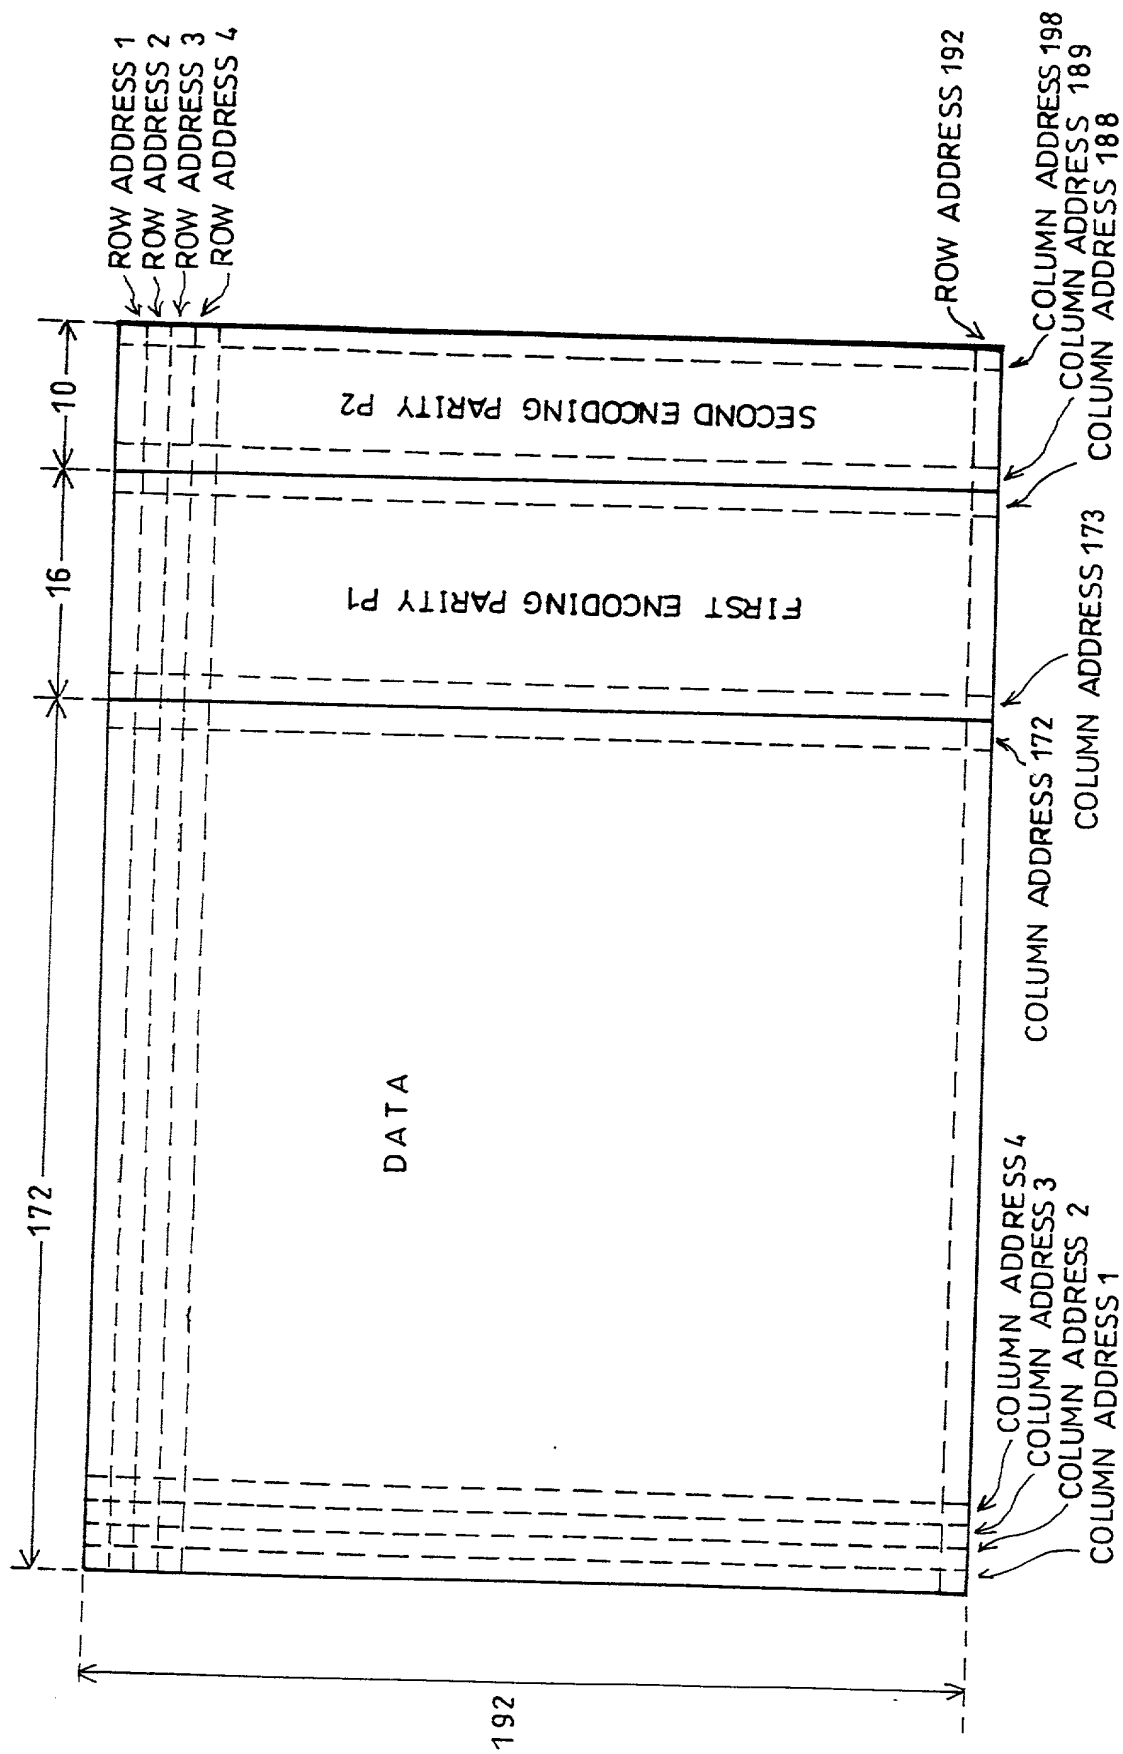 172
16
10
192
ROW ADDRESS 1
ROW ADDRESS 2
ROW ADDRESS 3
ROW ADDRESS 4
DATA
FIRST ENCODING PARITY P1
SECOND ENCODING PARITY P2
ROW ADDRESS 192
COLUMN ADDRESS 198
COLUMN ADDRESS 189
COLUMN ADDRESS 188
COLUMN ADDRESS 173
COLUMN ADDRESS 172
COLUMN ADDRESS 4
COLUMN ADDRESS 3
COLUMN ADDRESS 2
COLUMN ADDRESS 1